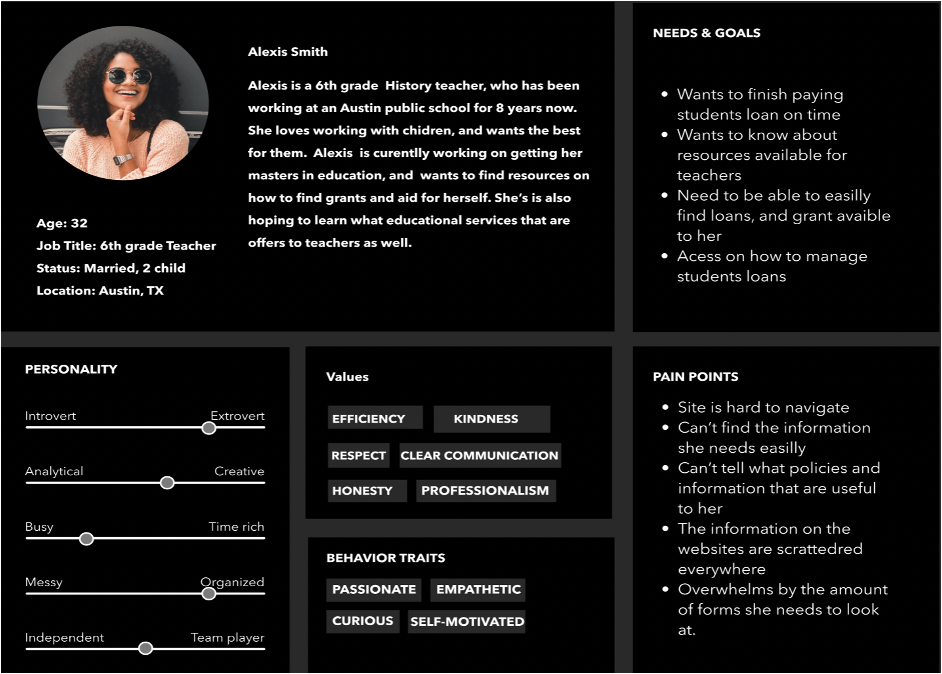 Alexis Smith
Alexis is a 6th grade History teacher, who has been
working at an Austin public school for 8 years now.
She loves working with chidren, and wants the best
for them. Alexis is curentlly working on getting her
masters in education, and wants to find resources on
how to find grants and aid for herself. She's is also
hoping to learn what educational services that are
offers to teachers as well.
Age: 32
Job Title: 6th grade Teacher
Status: Married, 2 child
Location: Austin, TX
NEEDS & GOALS
• Wants to finish paying
students loan on time
• Wants to know about
resources available for
teachers
• Need to be able to easilly
find loans, and grant avaible
to her
• Acess on how to manage
students loans
PERSONALITY
Introvert Extrovert
Analytical Creative
Busy Time rich
Messy Organized
Independent Team player
Values
EFFICIENCY KINDNESS
RESPECT CLEAR COMMUNICATION
HONESTY PROFESSIONALISM
BEHAVIOR TRAITS
PASSIONATE EMPATHETIC
CURIOUS SELF-MOTIVATED
PAIN POINTS
• Site is hard to navigate
• Can't find the information
she needs easilly
• Can't tell what policies and
information that are useful
to her
• The information on the
websites are scrattedred
everywhere
• Overwhelms by the amount
of forms she needs to look
at.